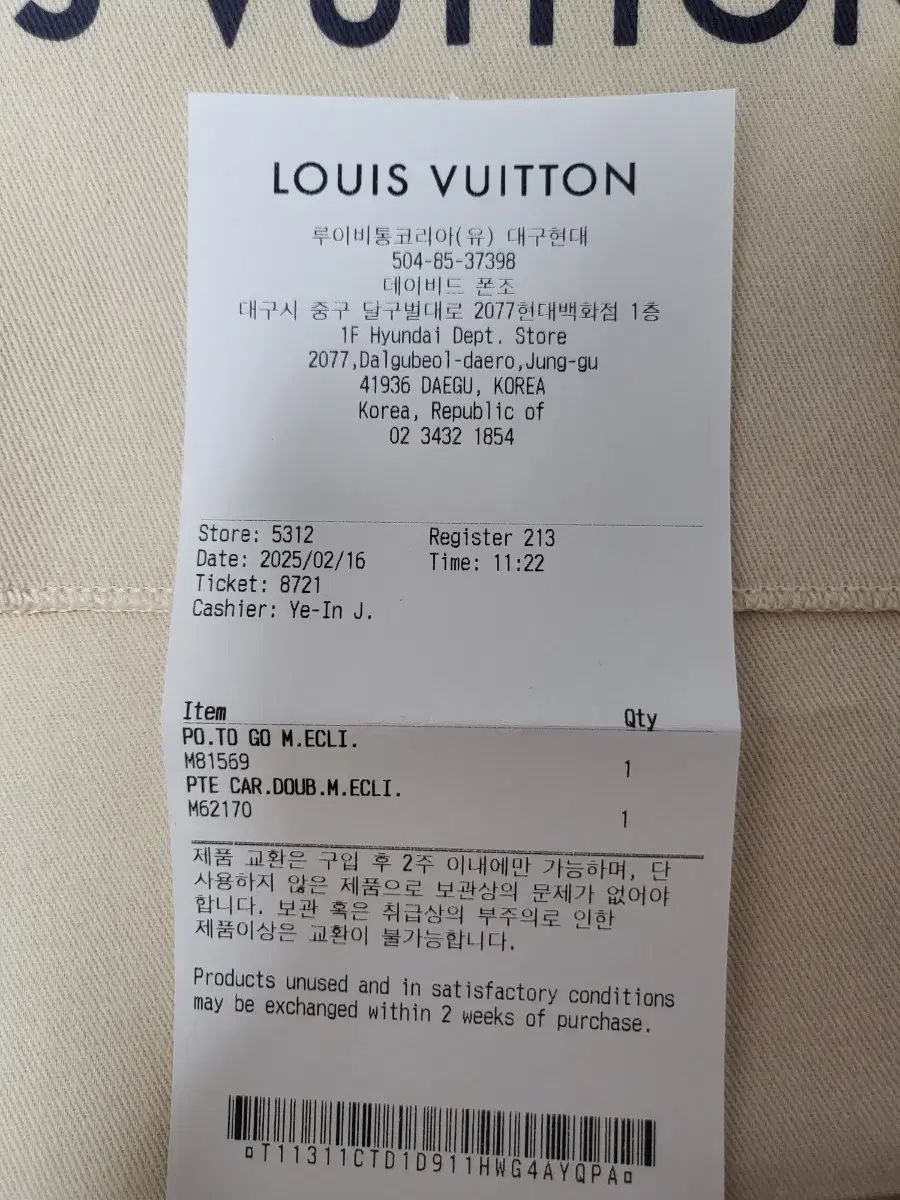 S VUITTON
LOUIS VUITTON
루이비통코리아(유) 대구현대
504-85-37398
데이비드 폰조
대구시 중구 달구벌대로 2077현대백화점 1층
1F Hyundai Dept. Store
2077,Dalgubeol-daero,Jung-gu
41936 DAEGU, KOREA
Korea, Republic of
02 3432 1854
Store: 5312 Register 213
Date: 2025/02/16 Time: 11:22
Ticket: 8721
Cashier: Ye-In J.
Item Qty
PO.TO GO M.ECLI.
M81569 1
PTE CAR.DOUB.M.ECLI.
M62170 1
제품 교환은 구입 후 2주 이내에만 가능하며, 단
사용하지 않은 제품으로 보관상의 문제가 없어야
합니다. 보관 혹은 취급상의 부주의로 인한
제품이상은 교환이 불가능합니다.
Products unused and in satisfactory conditions
may be exchanged within 2 weeks of purchase.
¤T11311CTD1D911HWG4AYQPA¤